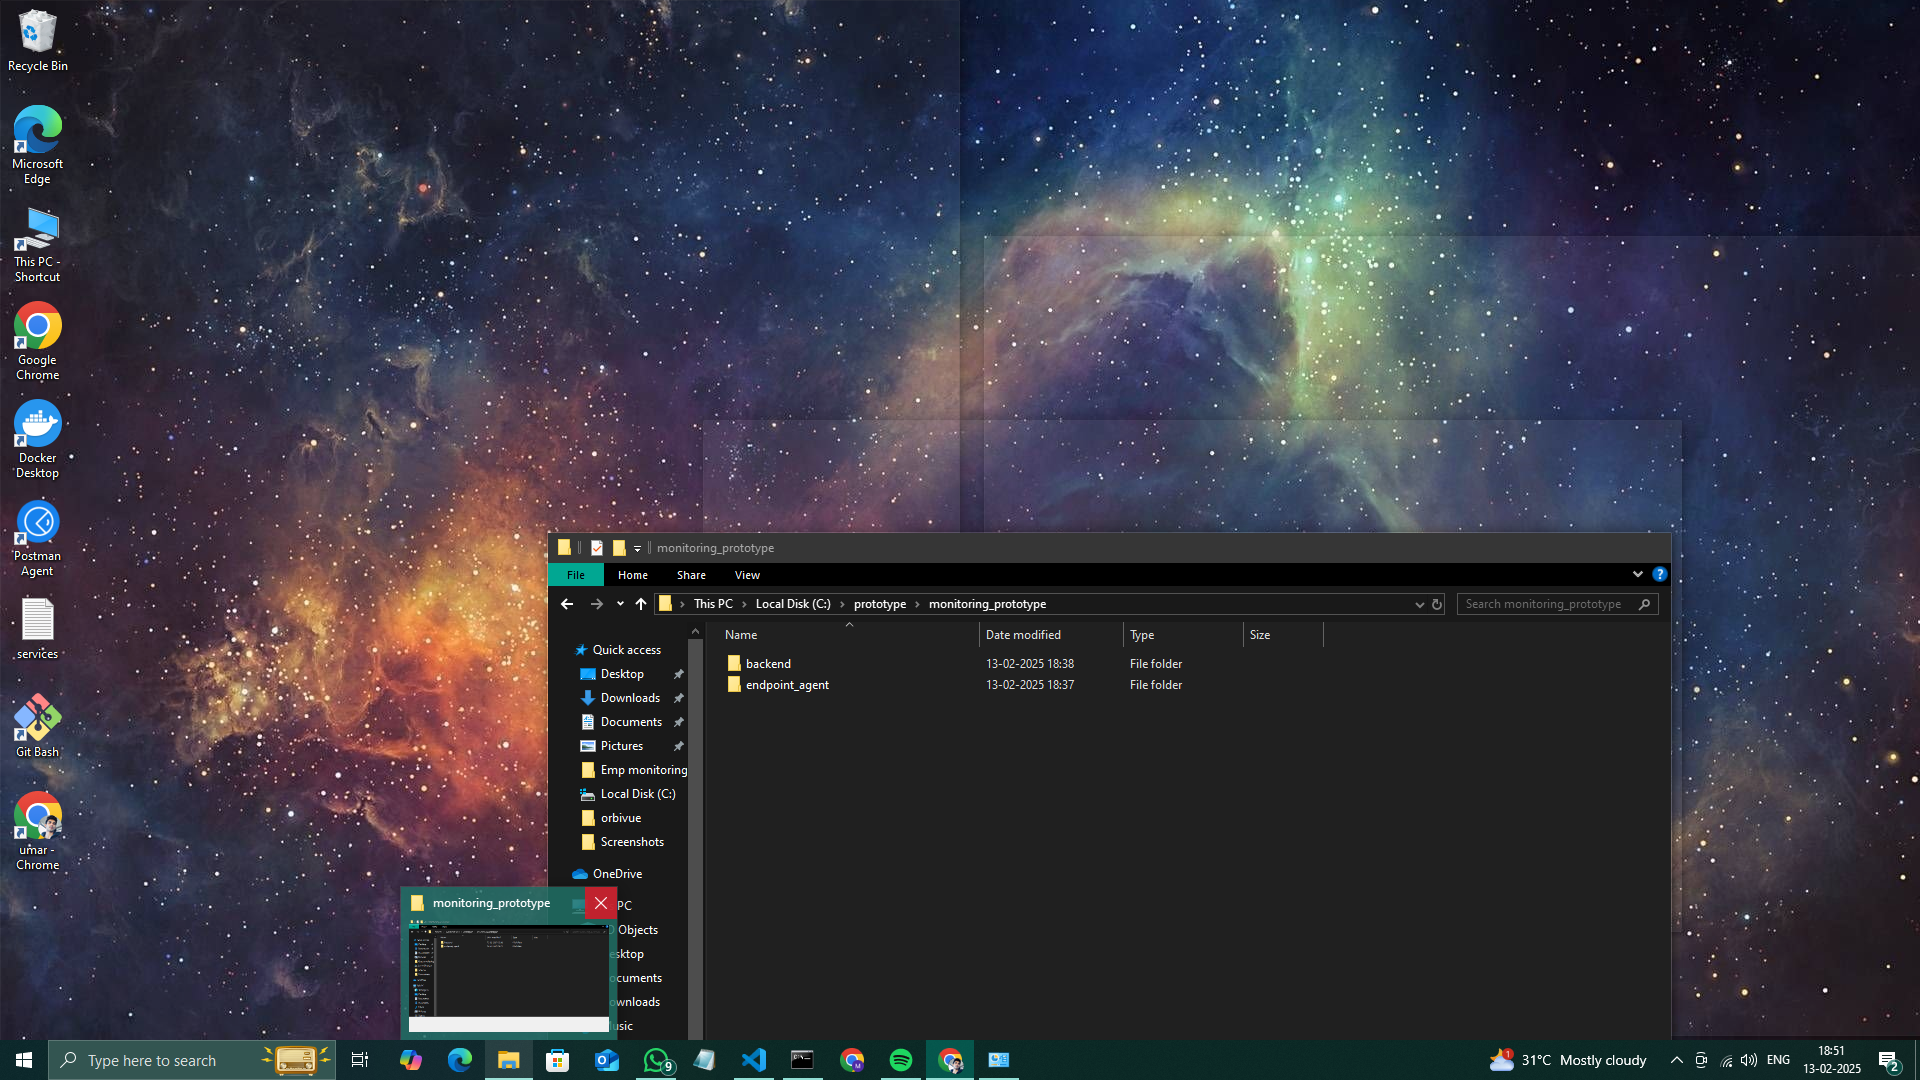 Recycle Bin
Microsoft
Edge
This PC -
Shortcut
Google
Chrome
Docker
Desktop
Postman
Agent
services
Git Bash
umar -
Chrome
monitoring_prototype
File Home Share View
This PC › Local Disk (C:) › prototype › monitoring_prototype
Search monitoring_prototype
Name Date modified Type Size
backend 13-02-2025 18:38 File folder
endpoint_agent 13-02-2025 18:37 File folder
Quick access
Desktop
Downloads
Documents
Pictures
Emp monitoring
Local Disk (C:)
orbivue
Screenshots
OneDrive
PC
Objects
esktop
ocuments
ownloads
usic
monitoring_prototype
Type here to search
9
1
31°C Mostly cloudy
ENG
18:51
13-02-2025
2